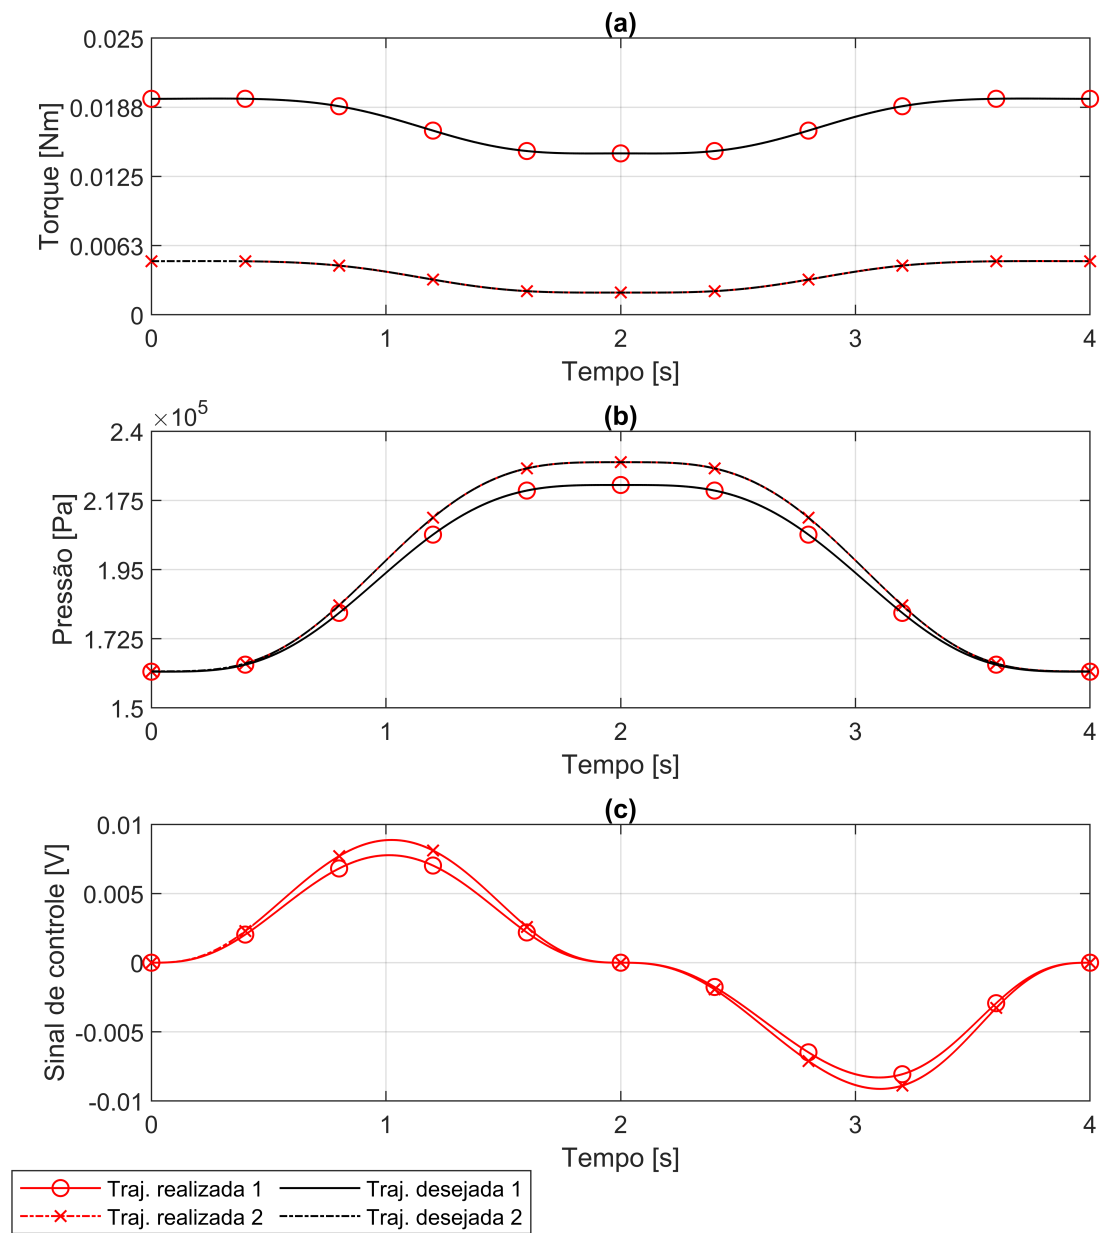 (a)
0.025
0.0188
0.0125
0.0063
0
Torque [Nm]
0 1 2 3 4
Tempo [s]
(b)
×10^5
2.4
2.175
1.95
1.725
1.5
Pressão [Pa]
0 1 2 3 4
Tempo [s]
(c)
0.01
0.005
0
-0.005
-0.01
Sinal de controle [V]
0 1 2 3 4
Tempo [s]
Traj. realizada 1 Traj. desejada 1
Traj. realizada 2 Traj. desejada 2